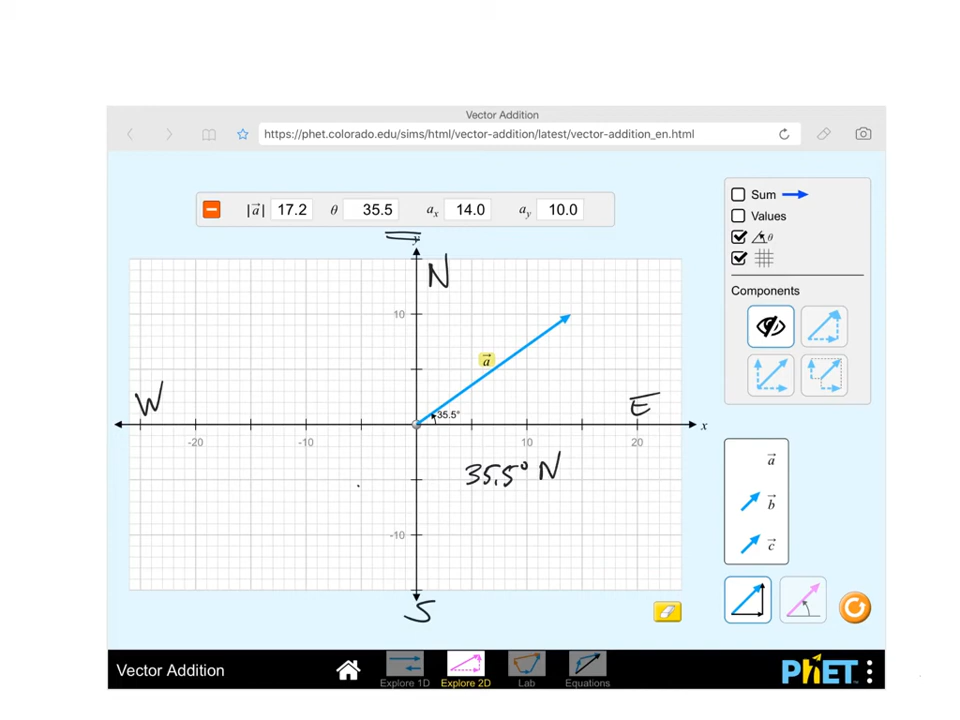 Vector Addition
https://phet.colorado.edu/sims/html/vector-addition/latest/vector-addition_en.html
|a⃗| 17.2 θ 35.5 aₓ 14.0 a_y 10.0
Sum
Values
θ
Components
y
N
10
a⃗
W
35.5°
E
x
-20 -10 10 20
35.5° N
-10
S
a⃗
b⃗
c⃗
Vector Addition
Explore 1D Explore 2D Lab Equations
PhET